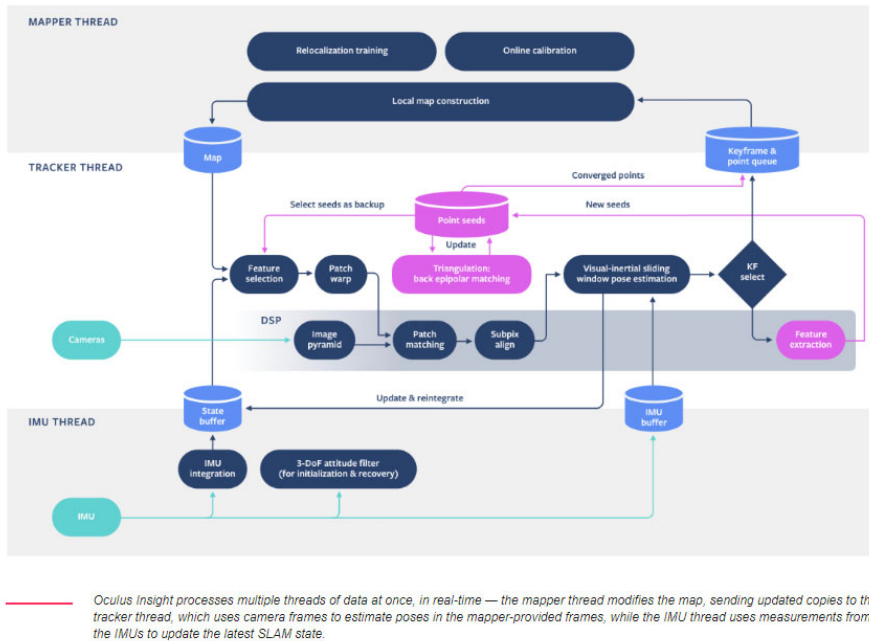 MAPPER THREAD
Relocalization training
Online calibration
Local map construction
Map
Keyframe &
point queue
TRACKER THREAD
Converged points
Select seeds as backup
Point seeds
New seeds
Update
Feature
selection
Patch
warp
Triangulation:
back epipolar matching
Visual-inertial sliding
window pose estimation
KF
select
DSP
Cameras
Image
pyramid
Patch
matching
Subpix
align
Feature
extraction
Update & reintegrate
State
buffer
IMU
buffer
IMU THREAD
IMU
integration
3-DoF attitude filter
(for initialization & recovery)
IMU
Oculus Insight processes multiple threads of data at once, in real-time — the mapper thread modifies the map, sending updated copies to th
tracker thread, which uses camera frames to estimate poses in the mapper-provided frames, while the IMU thread uses measurements from
the IMUs to update the latest SLAM state.